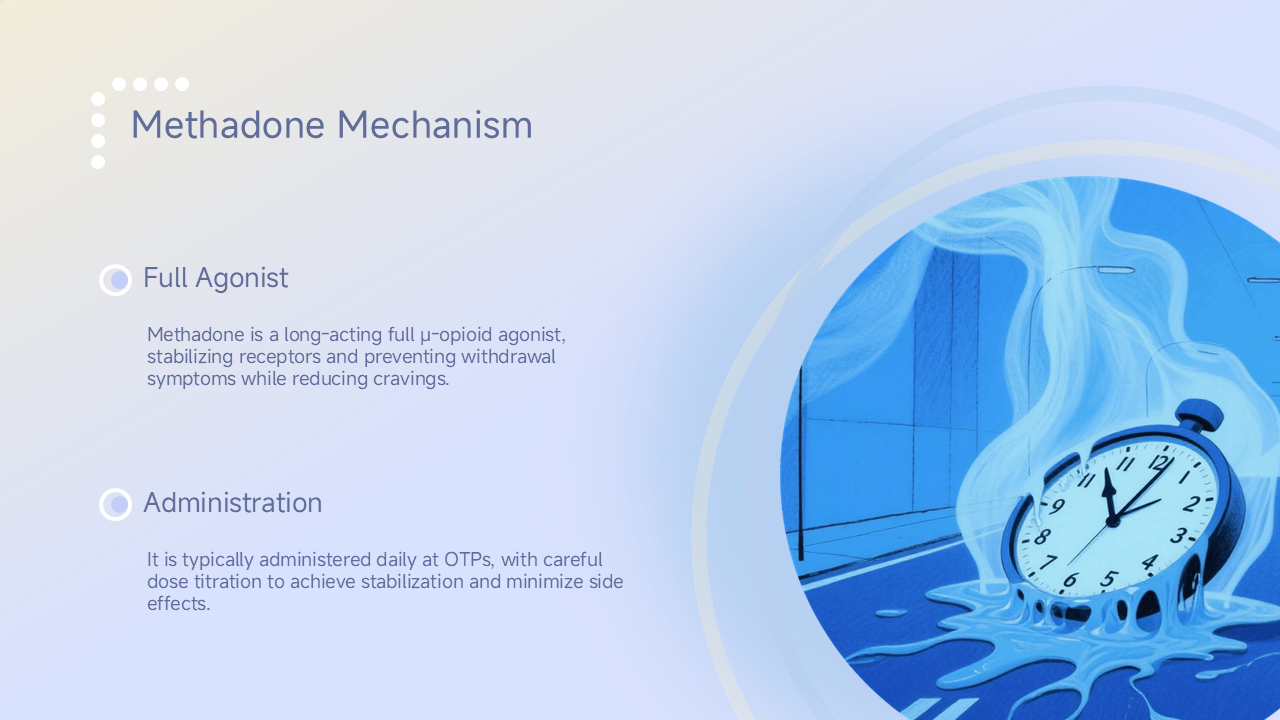 Methadone Mechanism
Full Agonist
Methadone is a long-acting full μ-opioid agonist,
stabilizing receptors and preventing withdrawal
symptoms while reducing cravings.
Administration
It is typically administered daily at OTPs, with careful
dose titration to achieve stabilization and minimize side
effects.
11 11 12 1
9 2
8 3
7 6 5 4